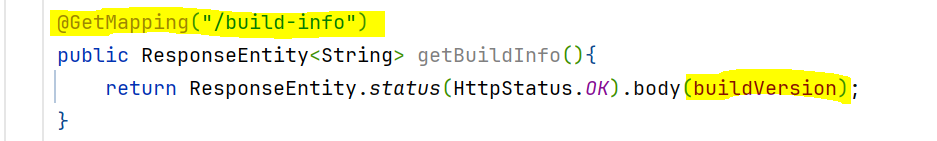 @GetMapping("/build-info")
public ResponseEntity<String> getBuildInfo(){
    return ResponseEntity.status(HttpStatus.OK).body(buildVersion);
}